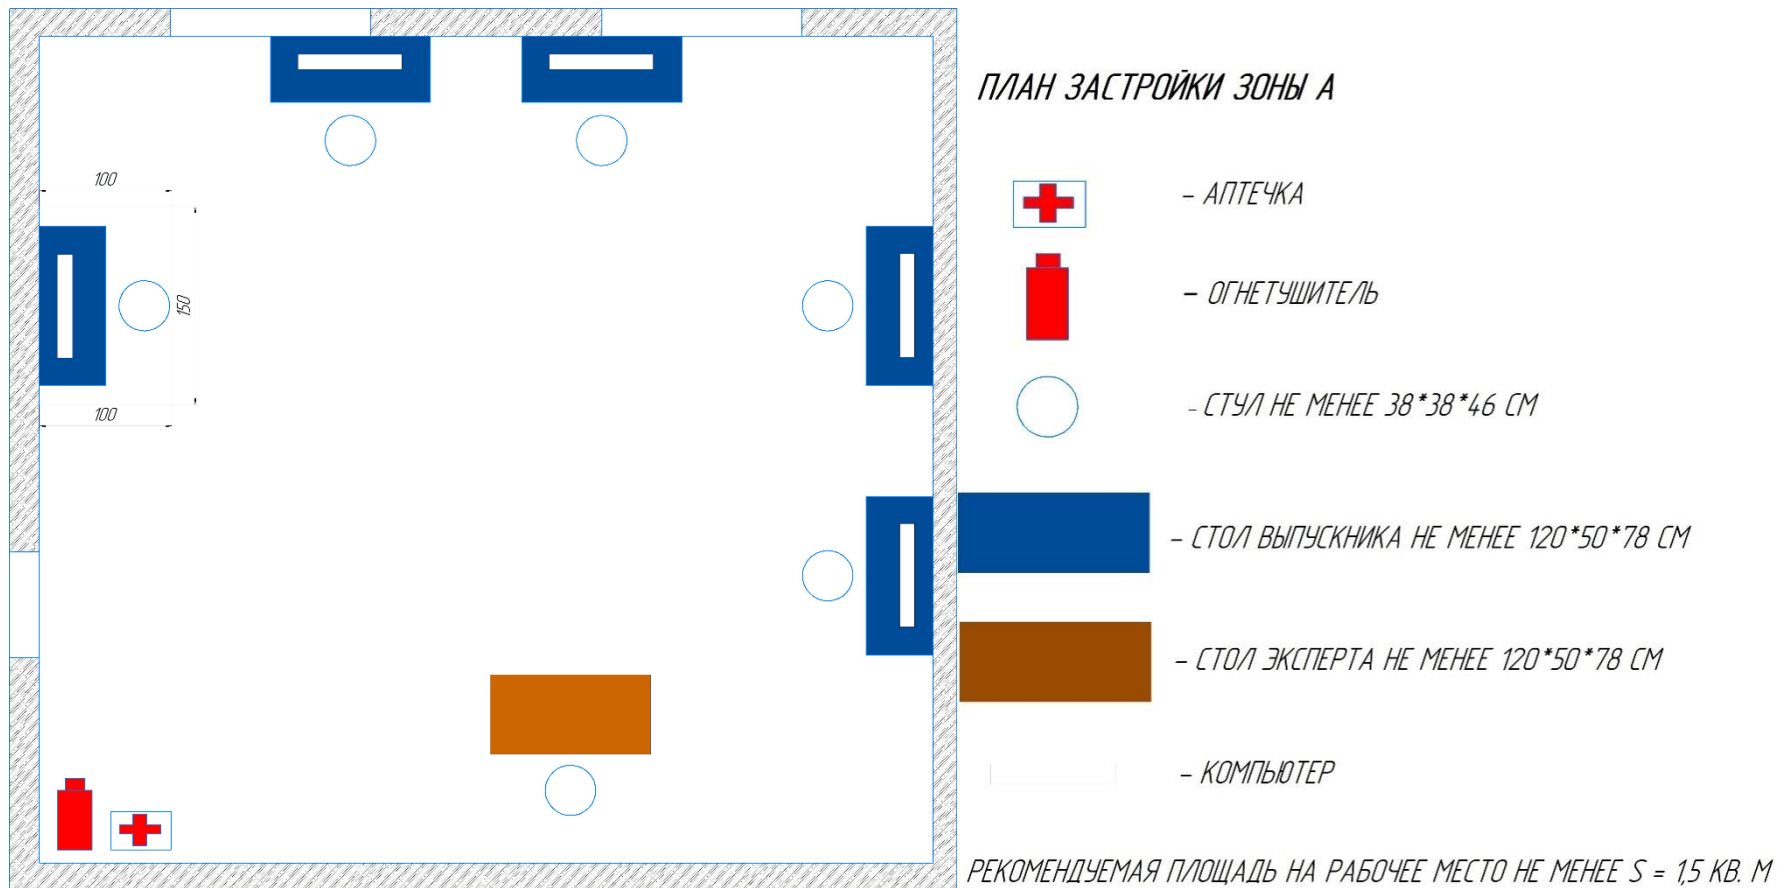 ПЛАН ЗАСТРОЙКИ ЗОНЫ А
100
150
100
– АПТЕЧКА
– ОГНЕТУШИТЕЛЬ
– СТУЛ НЕ МЕНЕЕ 38*38*46 СМ
– СТОЛ ВЫПУСКНИКА НЕ МЕНЕЕ 120*50*78 СМ
– СТОЛ ЭКСПЕРТА НЕ МЕНЕЕ 120*50*78 СМ
– КОМПЬЮТЕР
РЕКОМЕНДУЕМАЯ ПЛОЩАДЬ НА РАБОЧЕЕ МЕСТО НЕ МЕНЕЕ S = 1,5 КВ. М